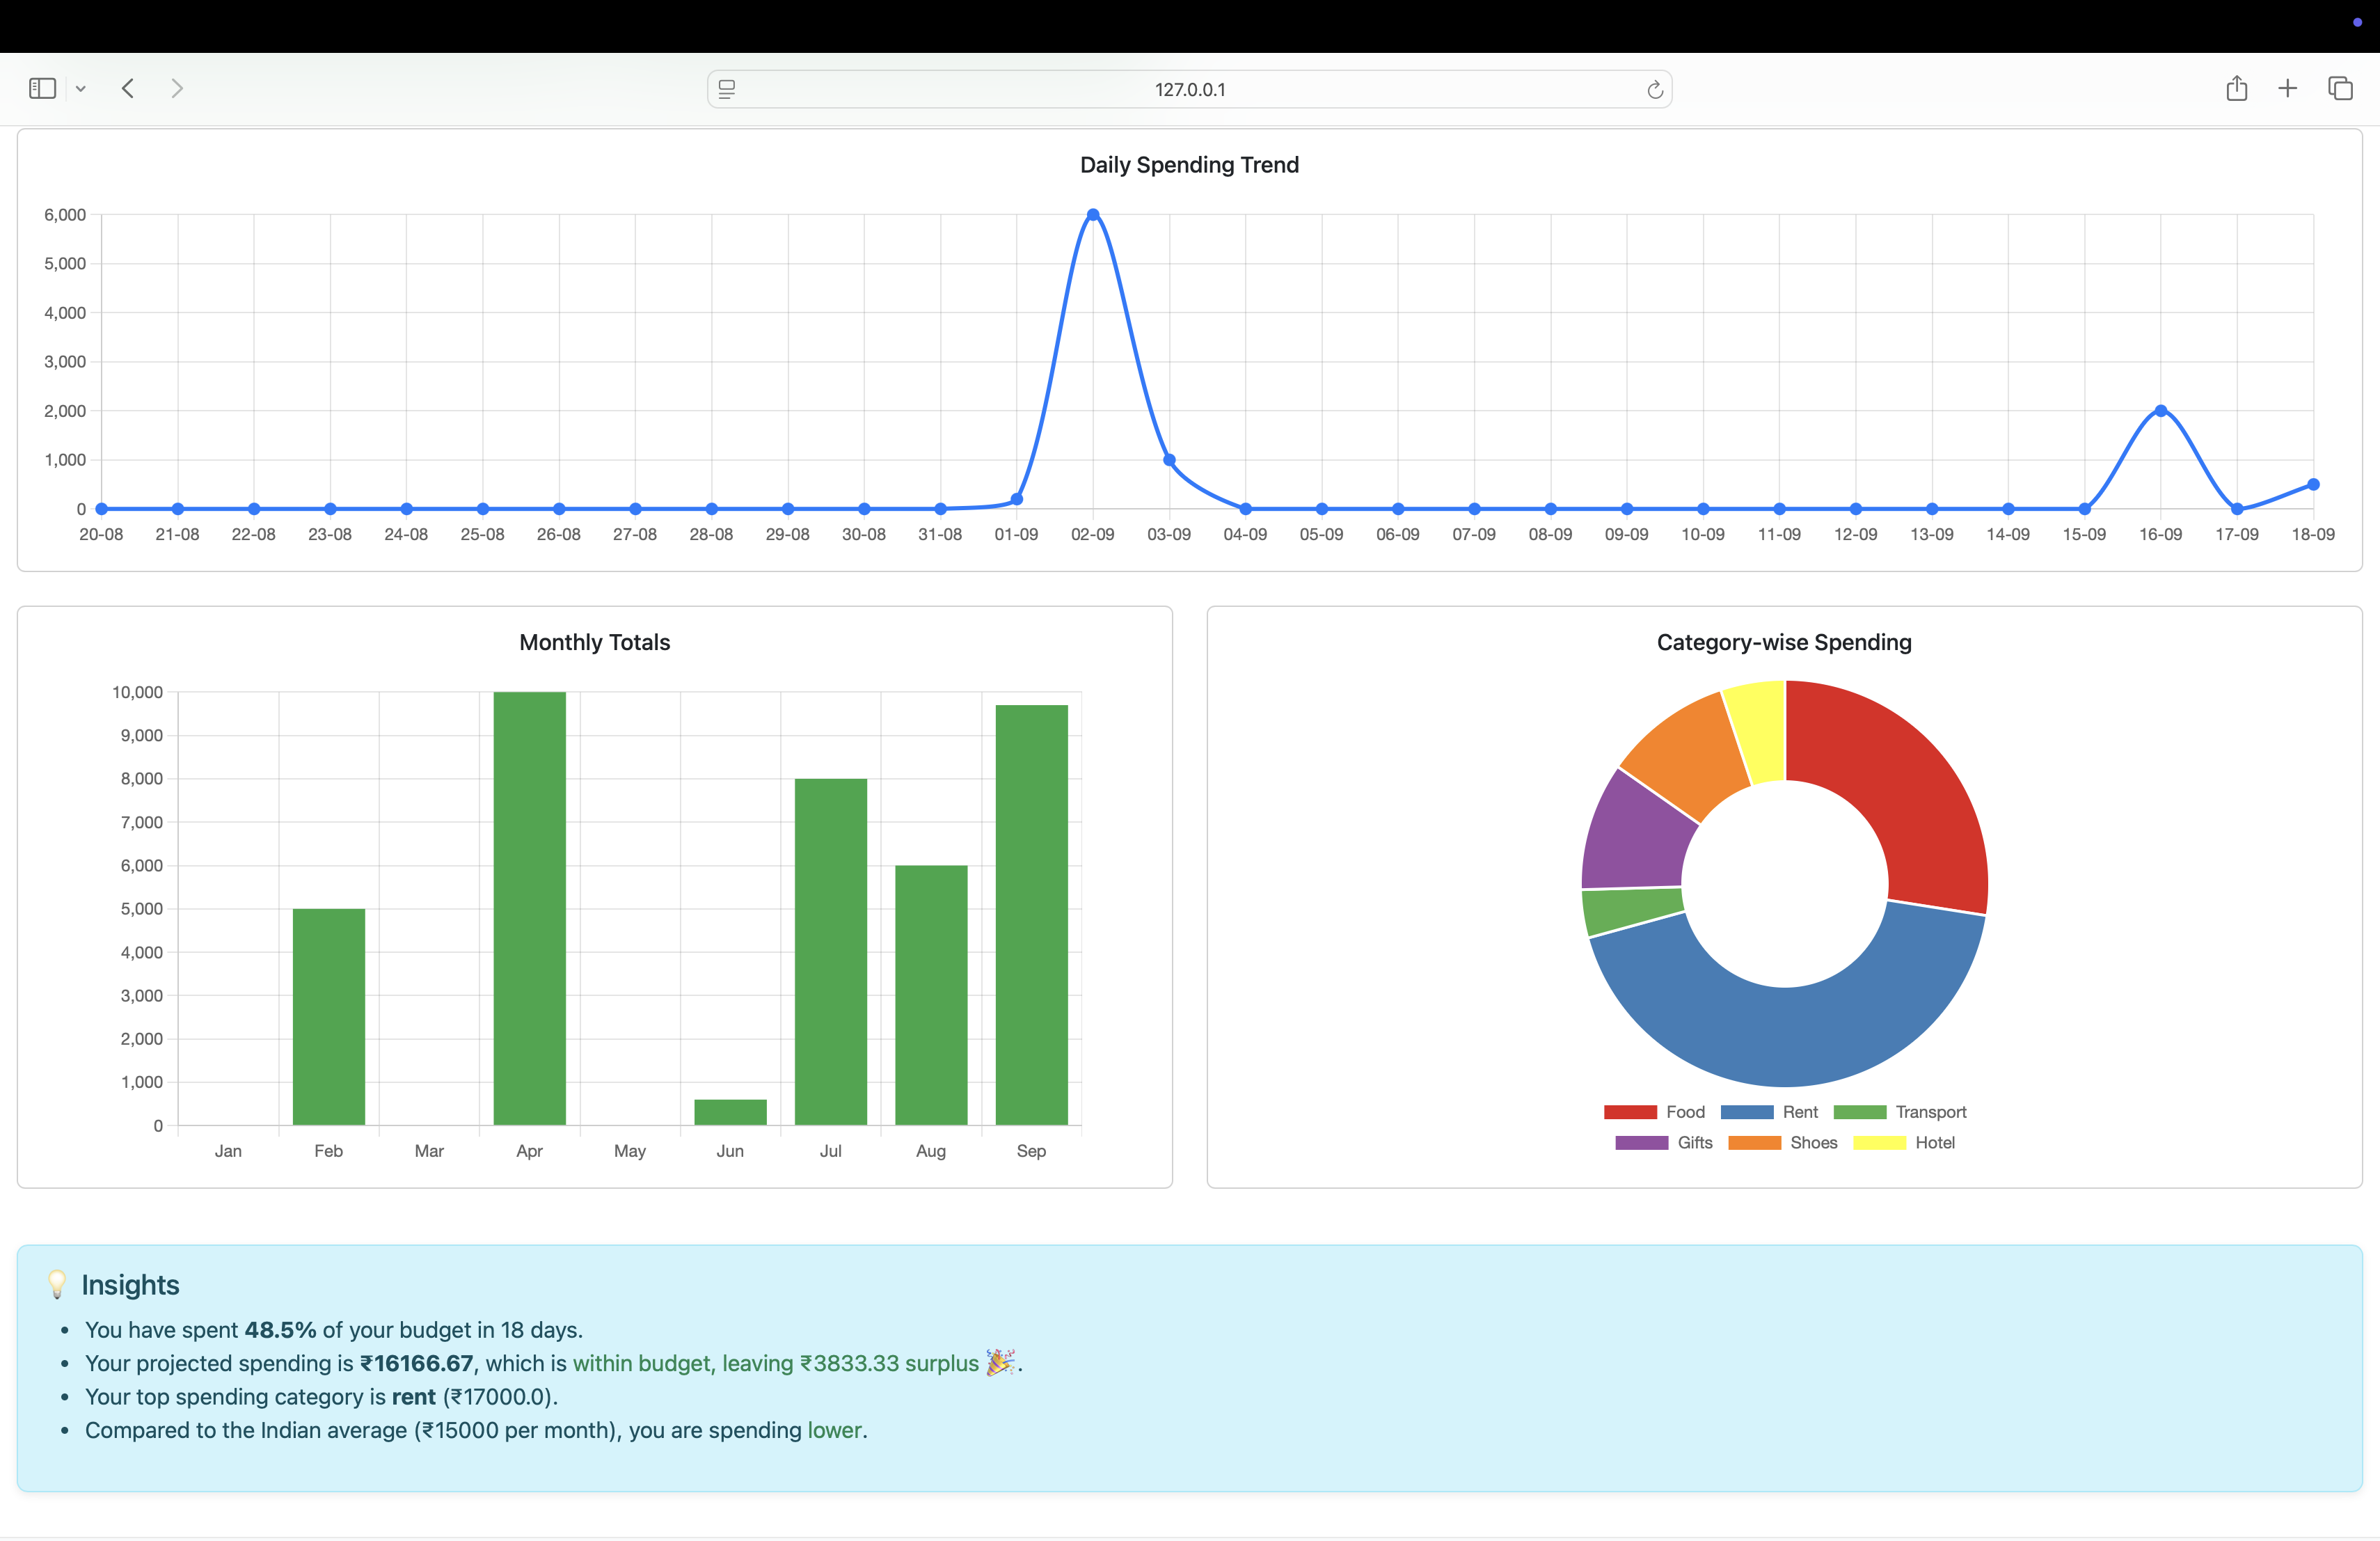 127.0.0.1
Daily Spending Trend
6,000
5,000
4,000
3,000
2,000
1,000
0
20-08 21-08 22-08 23-08 24-08 25-08 26-08 27-08 28-08 29-08 30-08 31-08 01-09 02-09 03-09 04-09 05-09 06-09 07-09 08-09 09-09 10-09 11-09 12-09 13-09 14-09 15-09 16-09 17-09 18-09
Monthly Totals
10,000
9,000
8,000
7,000
6,000
5,000
4,000
3,000
2,000
1,000
0
Jan Feb Mar Apr May Jun Jul Aug Sep
Category-wise Spending
Food Rent Transport
Gifts Shoes Hotel
💡 Insights
• You have spent 48.5% of your budget in 18 days.
• Your projected spending is ₹16166.67, which is within budget, leaving ₹3833.33 surplus 🎉.
• Your top spending category is rent (₹17000.0).
• Compared to the Indian average (₹15000 per month), you are spending lower.